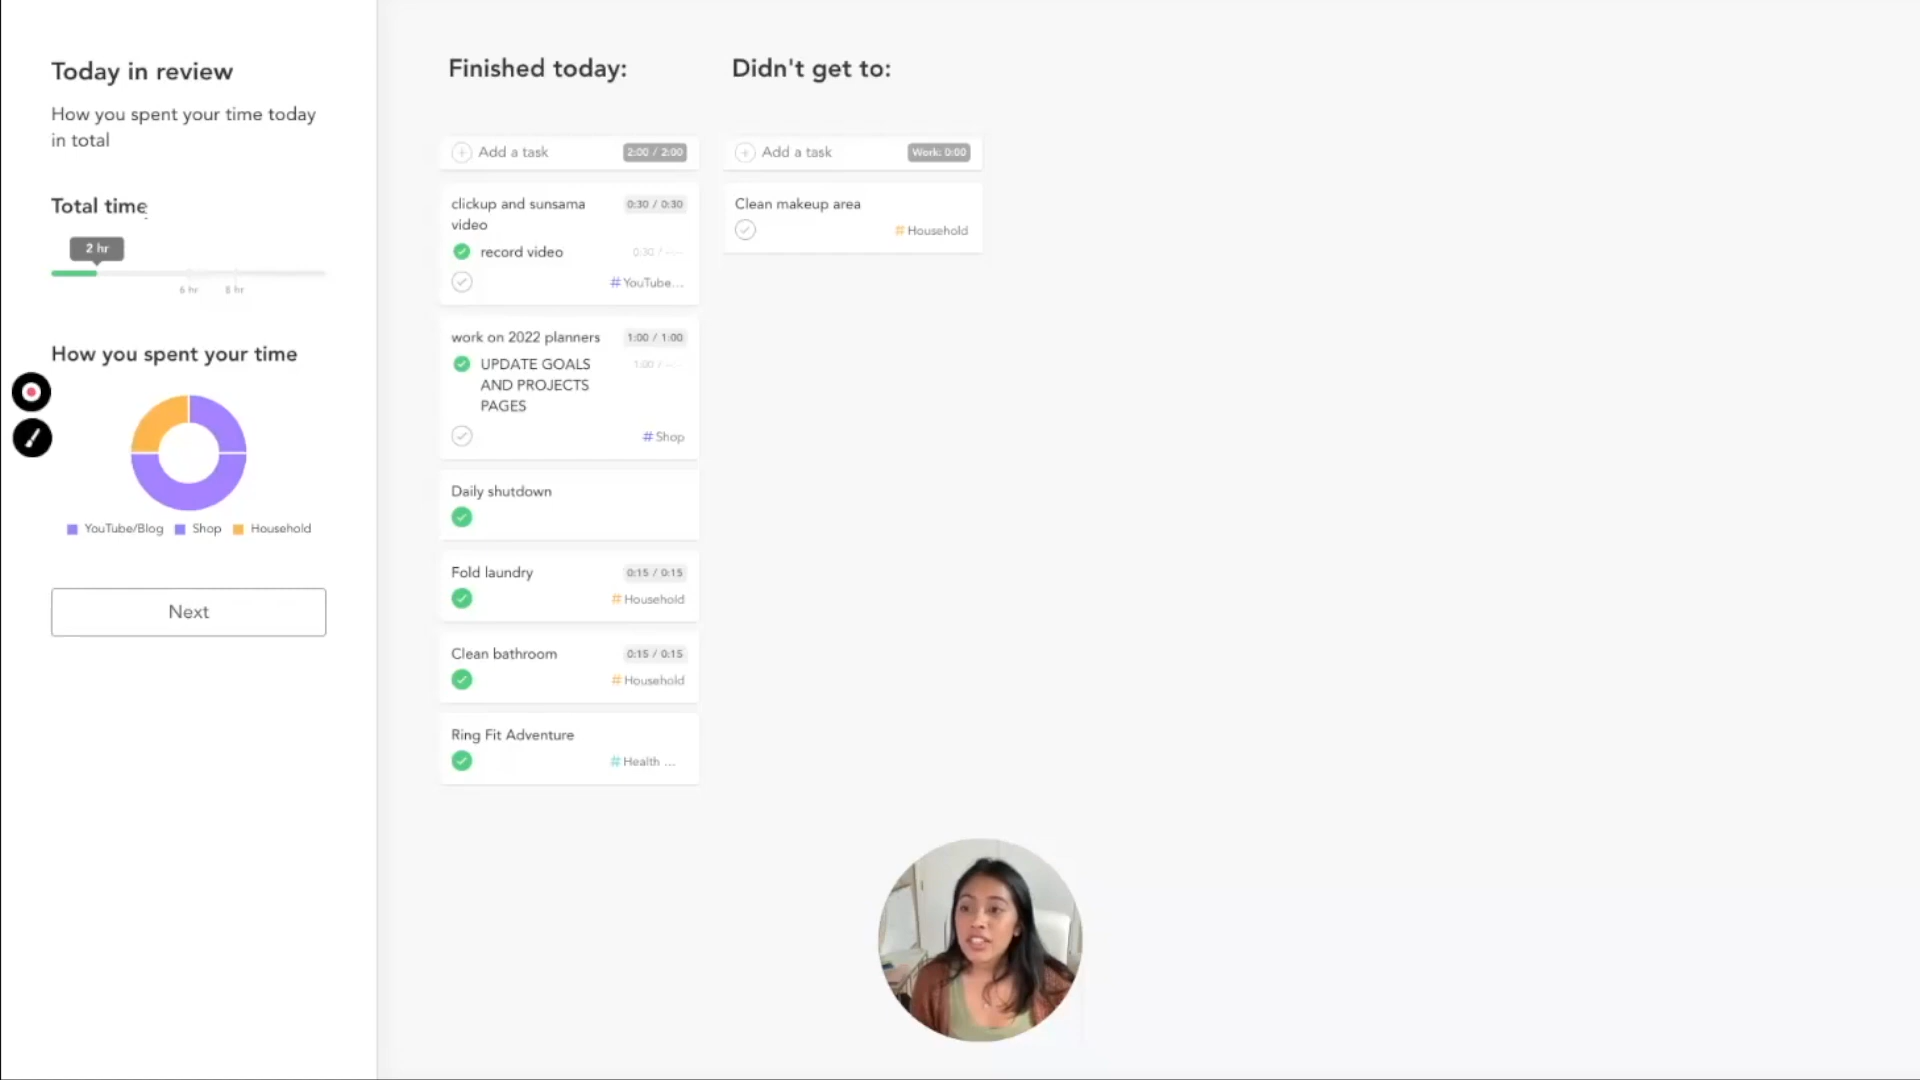 Today in review
How you spent your time today
in total
Total time
2 hr
6 hr
8 hr
How you spent your time
YouTube/Blog
Shop
Household
Next
Finished today:
Add a task
2:00 / 2:00
clickup and sunsama
video
0:30 / 0:30
record video
0:30 / --:--
#YouTube...
work on 2022 planners
1:00 / 1:00
UPDATE GOALS
AND PROJECTS
PAGES
1:00 / --:--
# Shop
Daily shutdown
Fold laundry
0:15 / 0:15
# Household
Clean bathroom
0:15 / 0:15
# Household
Ring Fit Adventure
# Health ...
Didn't get to:
Add a task
Work: 0:00
Clean makeup area
# Household